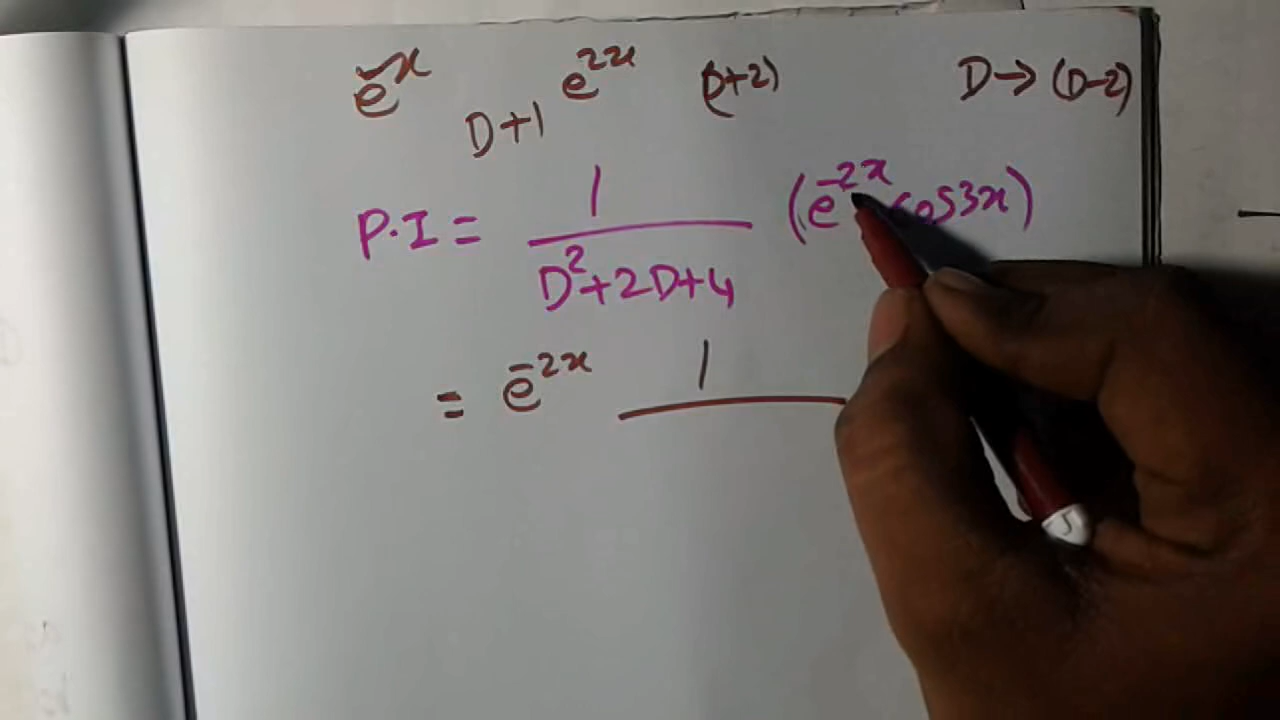 e^x D+1 e^{2x} (D+2) D → (D-2)
P.I = 1/(D²+2D+4) (e^{-2x} cos3x)
= e^{-2x} 1/